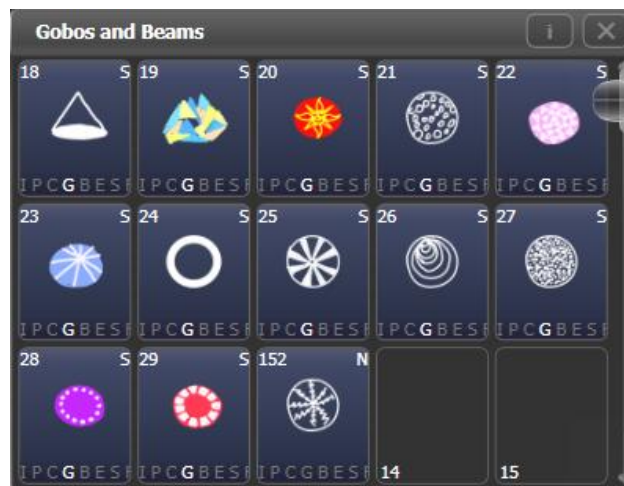 Gobos and Beams i
18 S 19 S 20 S 21 S 22 S
IPCGBESF IPCGBESF IPCGBESF IPCGBESF IPCGBESF
23 S 24 S 25 S 26 S 27 S
IPCGBESF IPCGBESF IPCGBESF IPCGBESF IPCGBESF
28 S 29 S 152 N
IPCGBESF IPCGBESF IPCGBESF 14 15